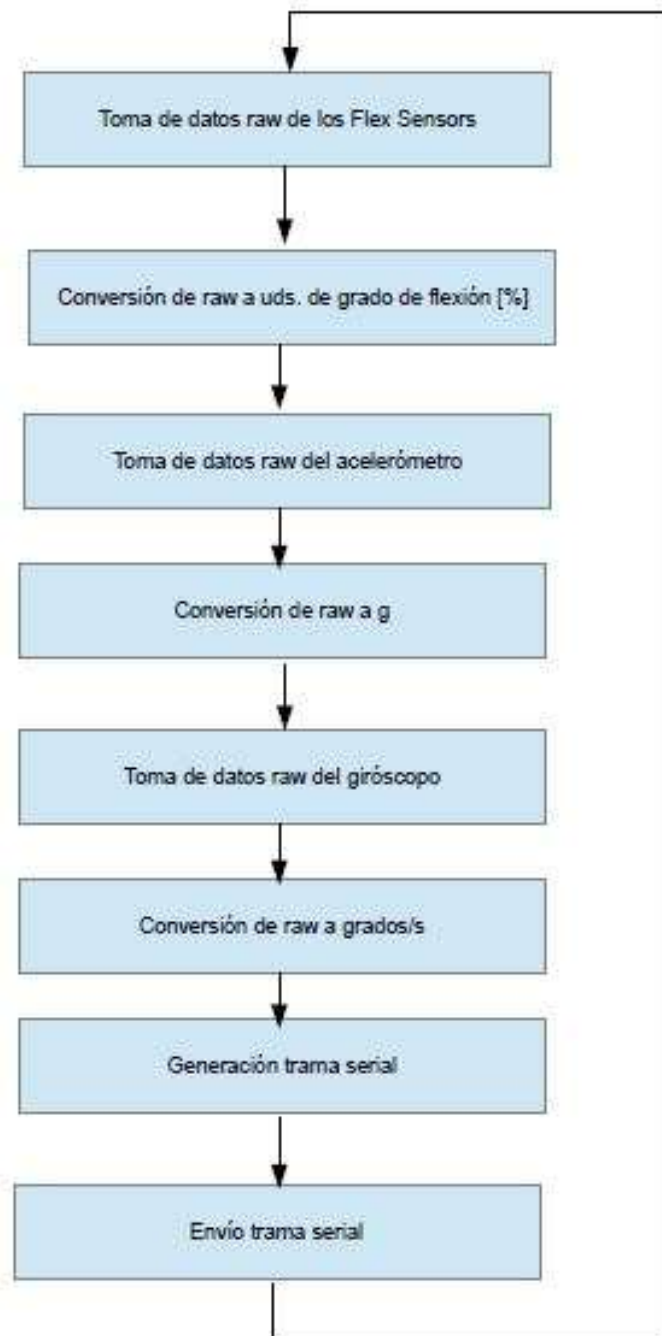 Toma de datos raw de los Flex Sensors
Conversión de raw a uds. de grado de flexión [%]
Toma de datos raw del acelerómetro
Conversión de raw a g
Toma de datos raw del giróscopo
Conversión de raw a grados/s
Generación trama serial
Envío trama serial